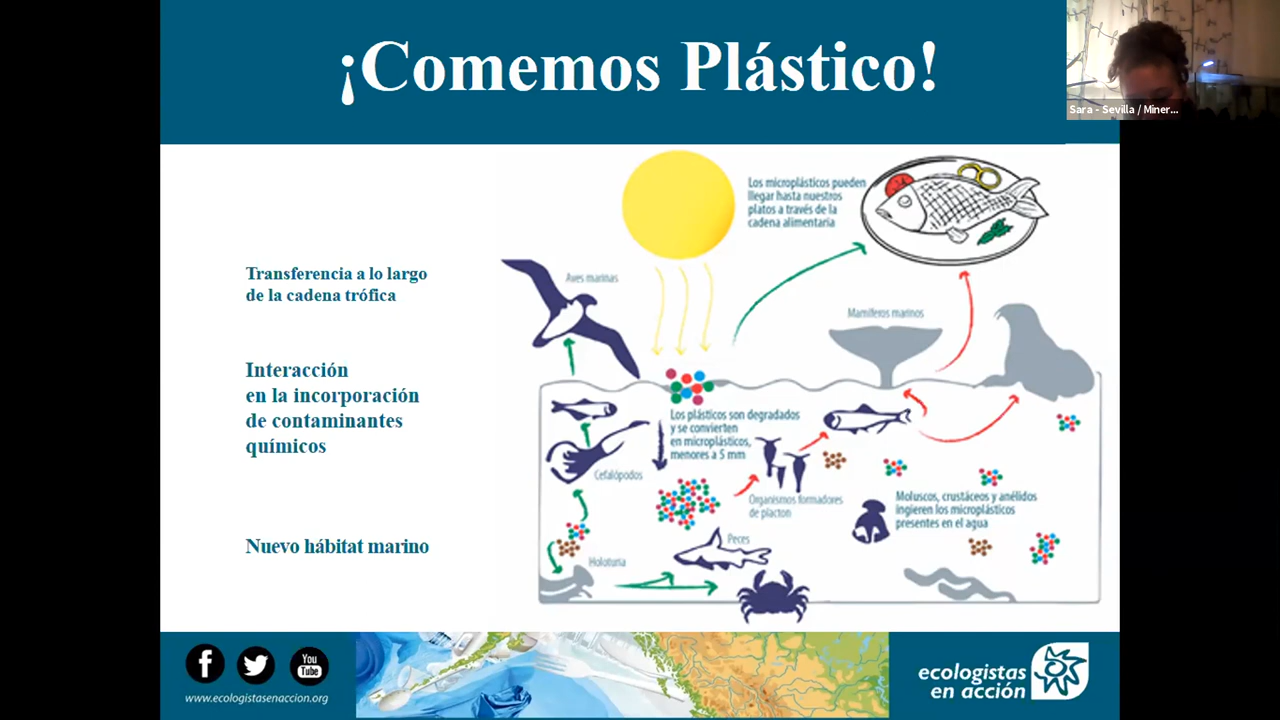 ¡Comemos Plástico!
Sara - Sevilla / Miner...
Transferencia a lo largo
de la cadena trófica
Interacción
en la incorporación
de contaminantes
químicos
Nuevo hábitat marino
Los microplásticos pueden
llegar hasta nuestros
platos a través de la
cadena alimentaria
Aves marinas
Mamíferos marinos
Los plásticos son degradados
y se convierten
en microplásticos,
menores a 5 mm
Cefalópodos
Organismos formadores
de placton
Moluscos, crustáceos y anélidos
ingieren los microplásticos
presentes en el agua
Peces
Holoturia
You
Tube
www.ecologistasenaccion.org
ecologistas
en acción